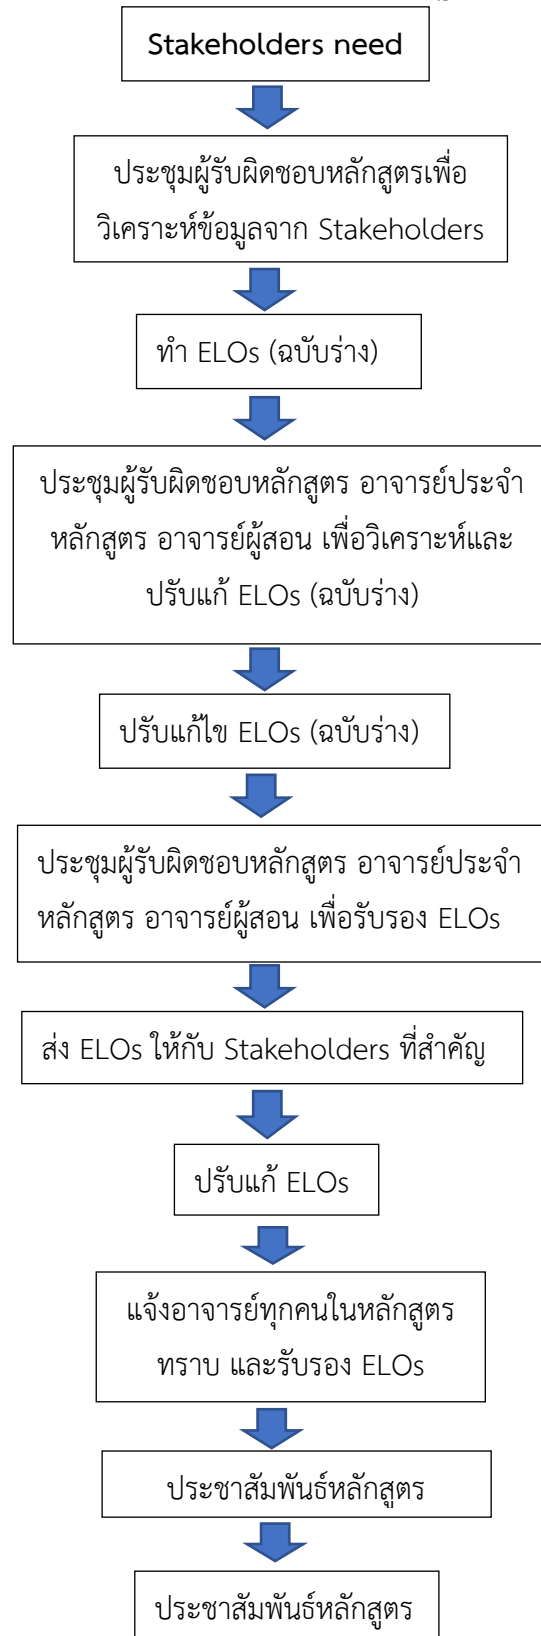 Stakeholders need
ประชุมผู้รับผิดชอบหลักสูตรเพื่อ
วิเคราะห์ข้อมูลจาก Stakeholders
ทำ ELOs (ฉบับร่าง)
ประชุมผู้รับผิดชอบหลักสูตร อาจารย์ประจำ
หลักสูตร อาจารย์ผู้สอน เพื่อวิเคราะห์และ
ปรับแก้ ELOs (ฉบับร่าง)
ปรับแก้ไข ELOs (ฉบับร่าง)
ประชุมผู้รับผิดชอบหลักสูตร อาจารย์ประจำ
หลักสูตร อาจารย์ผู้สอน เพื่อรับรอง ELOs
ส่ง ELOs ให้กับ Stakeholders ที่สำคัญ
ปรับแก้ ELOs
แจ้งอาจารย์ทุกคนในหลักสูตร
ทราบ และรับรอง ELOs
ประชาสัมพันธ์หลักสูตร
ประชาสัมพันธ์หลักสูตร